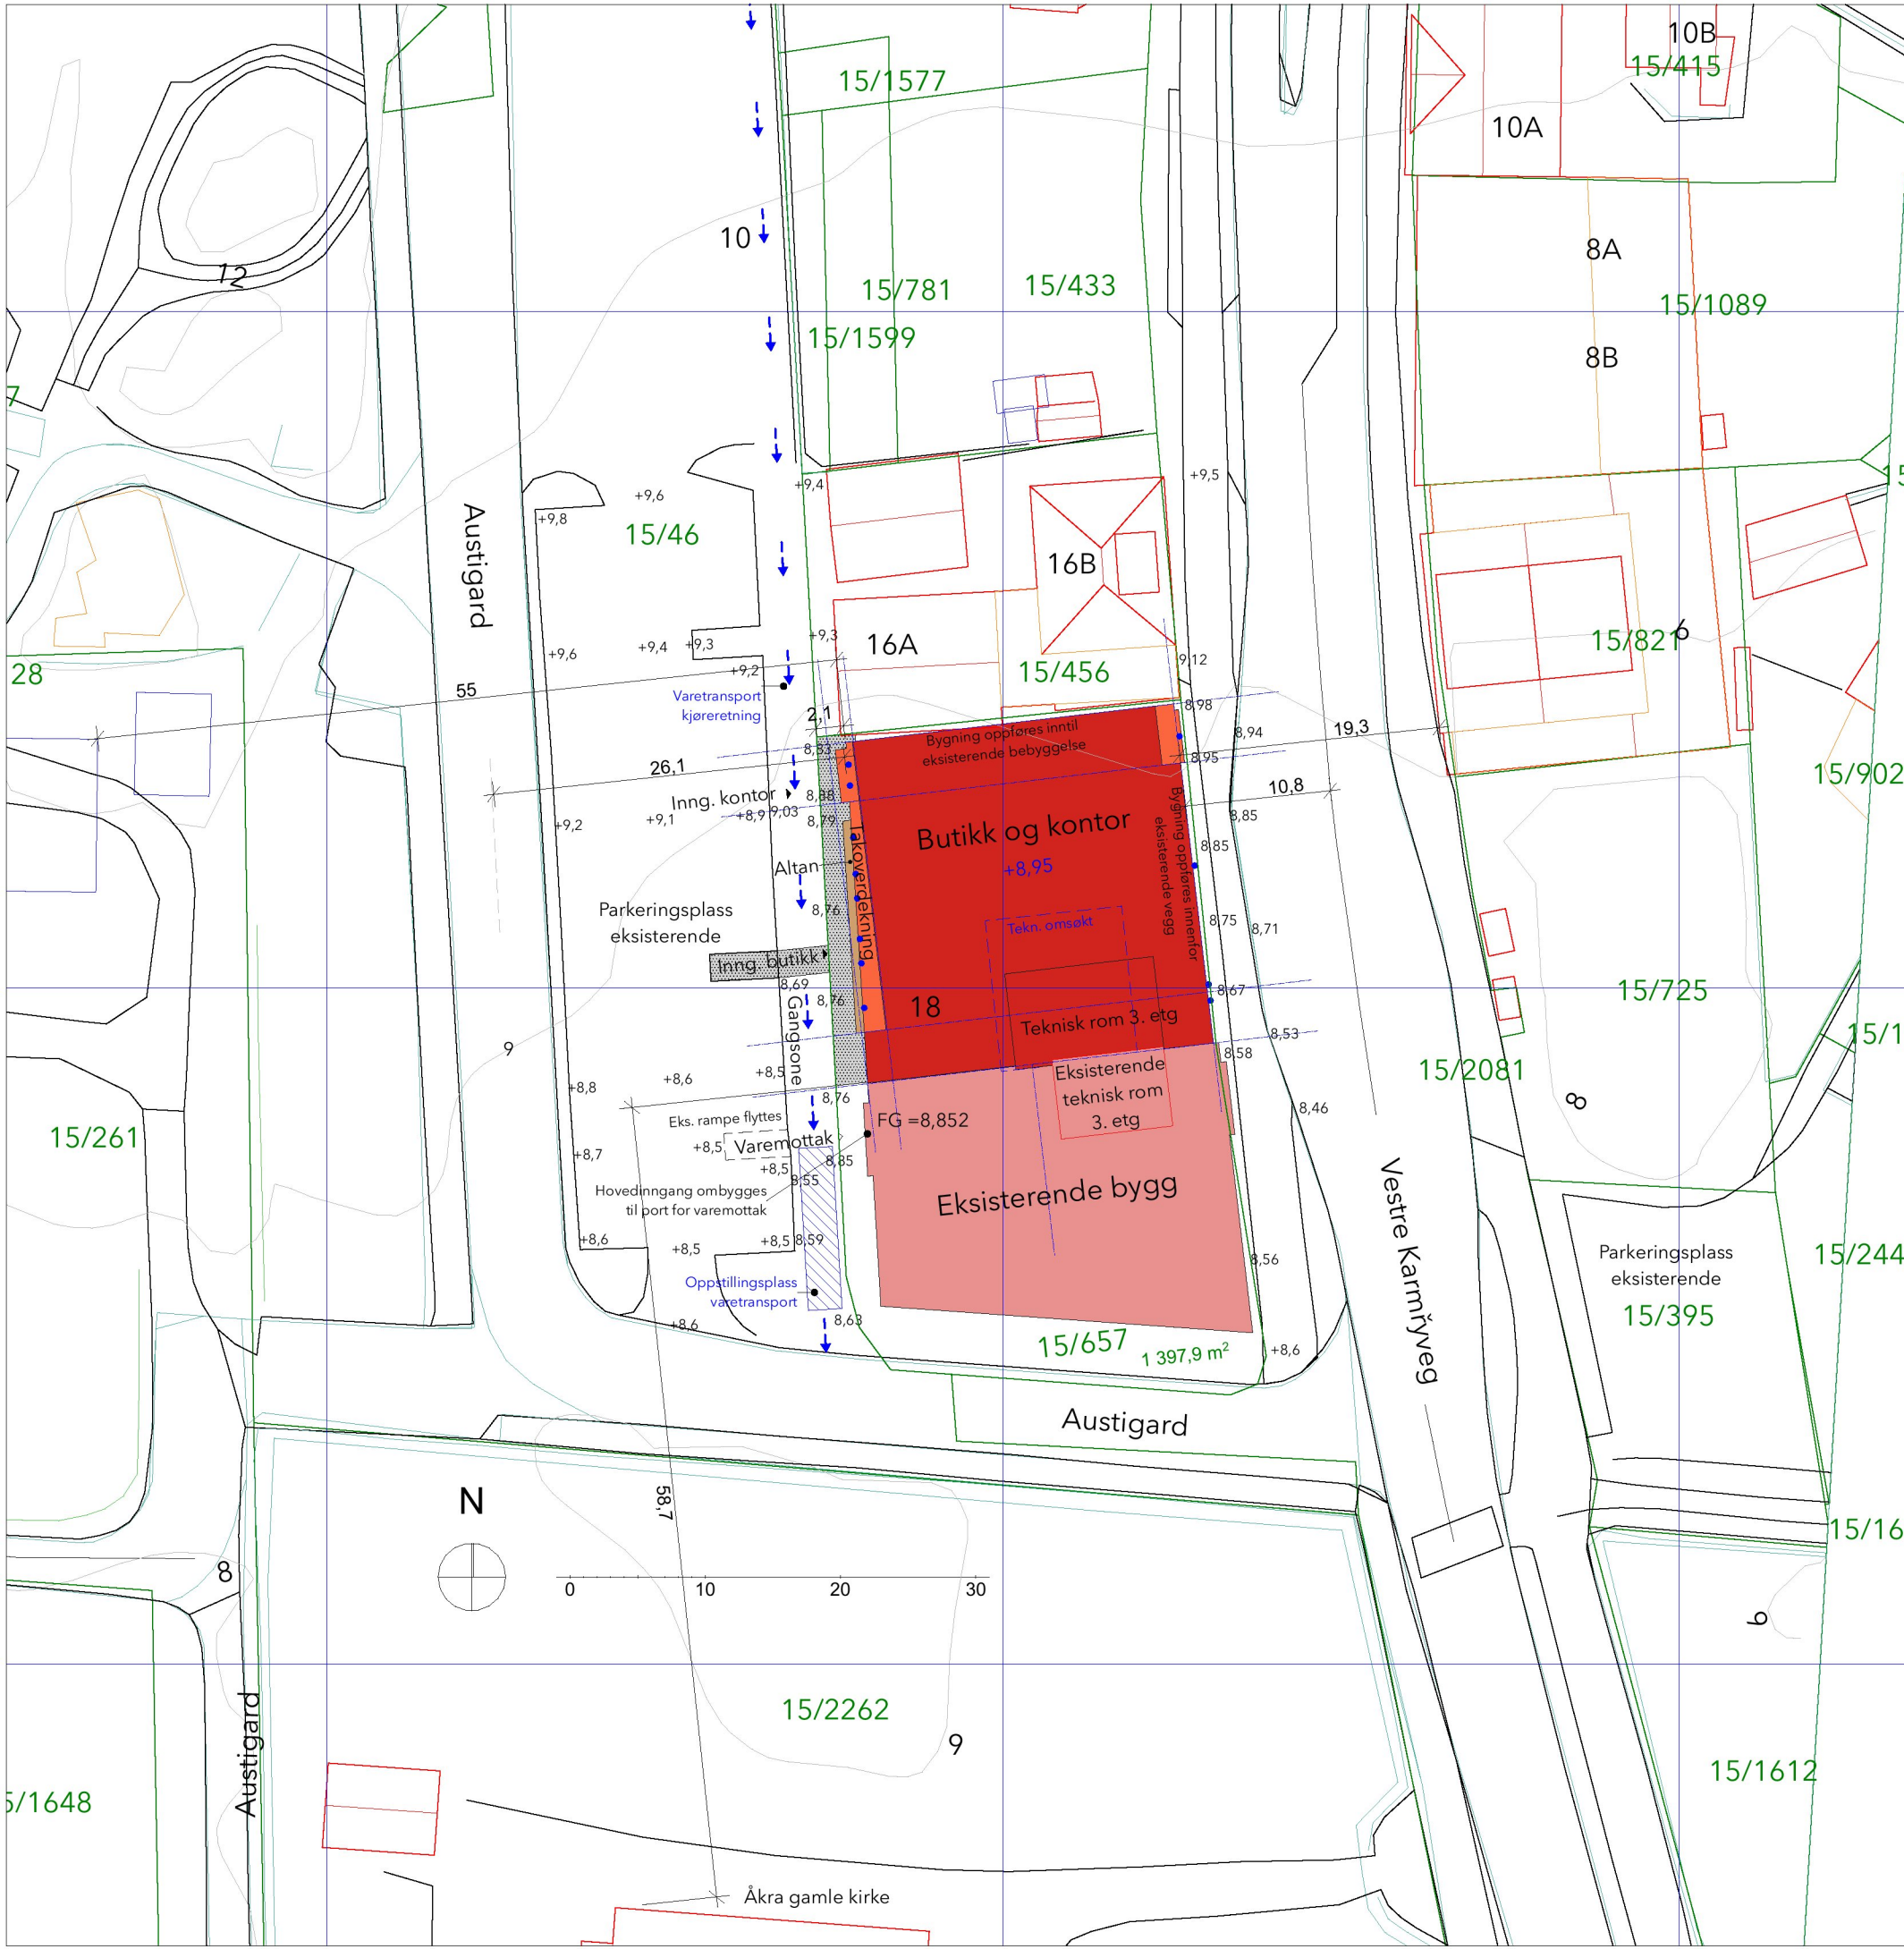 10B
15/415
15/1577
10A
10
12
8A
15/433
15/781
15/1089
15/1599
8B
7
+9,5
+9,4
+9,6
+9,8
15/46
Austigard
16B
6
15/821
+9,3
16A
+9,4
+9,3
+9,6
9,12
15/456
+9,2
28
55
Varetransport
kjøreretning
8,98
2,1
19,3
8,94
Bygning oppføres inntil
eksisterende bebyggelse
8,83
8,95
26,1
15/902
10,8
Inng. kontor
8,88
+8,9
9,03
8,85
+9,2
+9,1
8,79
Butikk og kontor
8,85
+8,95
Altan
Takoverdekning
Bygning oppføres innenfor
eksisterende vegg
Parkeringsplass
eksisterende
8,76
8,75
8,71
Tekn. omsøkt
Inng. butikk
8,69
8,76
8,67
15/725
18
Teknisk rom 3. etg
Gangsone
8,53
15/1
9
8,58
15/2081
+8,5
+8,6
+8,8
Eksisterende
teknisk rom
3. etg
8,76
8
8,46
Eks. rampe flyttes
FG =8,852
15/261
+8,5
Varemottak
+8,7
+8,5
8,85
8,55
Hovedinngang ombygges
til port for varemottak
Eksisterende bygg
+8,6
+8,5
+8,5
8,59
8,56
Vestre Karmřyveg
Parkeringsplass
eksisterende
15/244
Oppstillingsplass
varetransport
15/395
+8,6
8,63
15/657
1 397,9 m²
+8,6
Austigard
58,7
N
15/16
8
0
10
20
30
9
15/2262
9
Austigard
15/1612
5/1648
Åkra gamle kirke